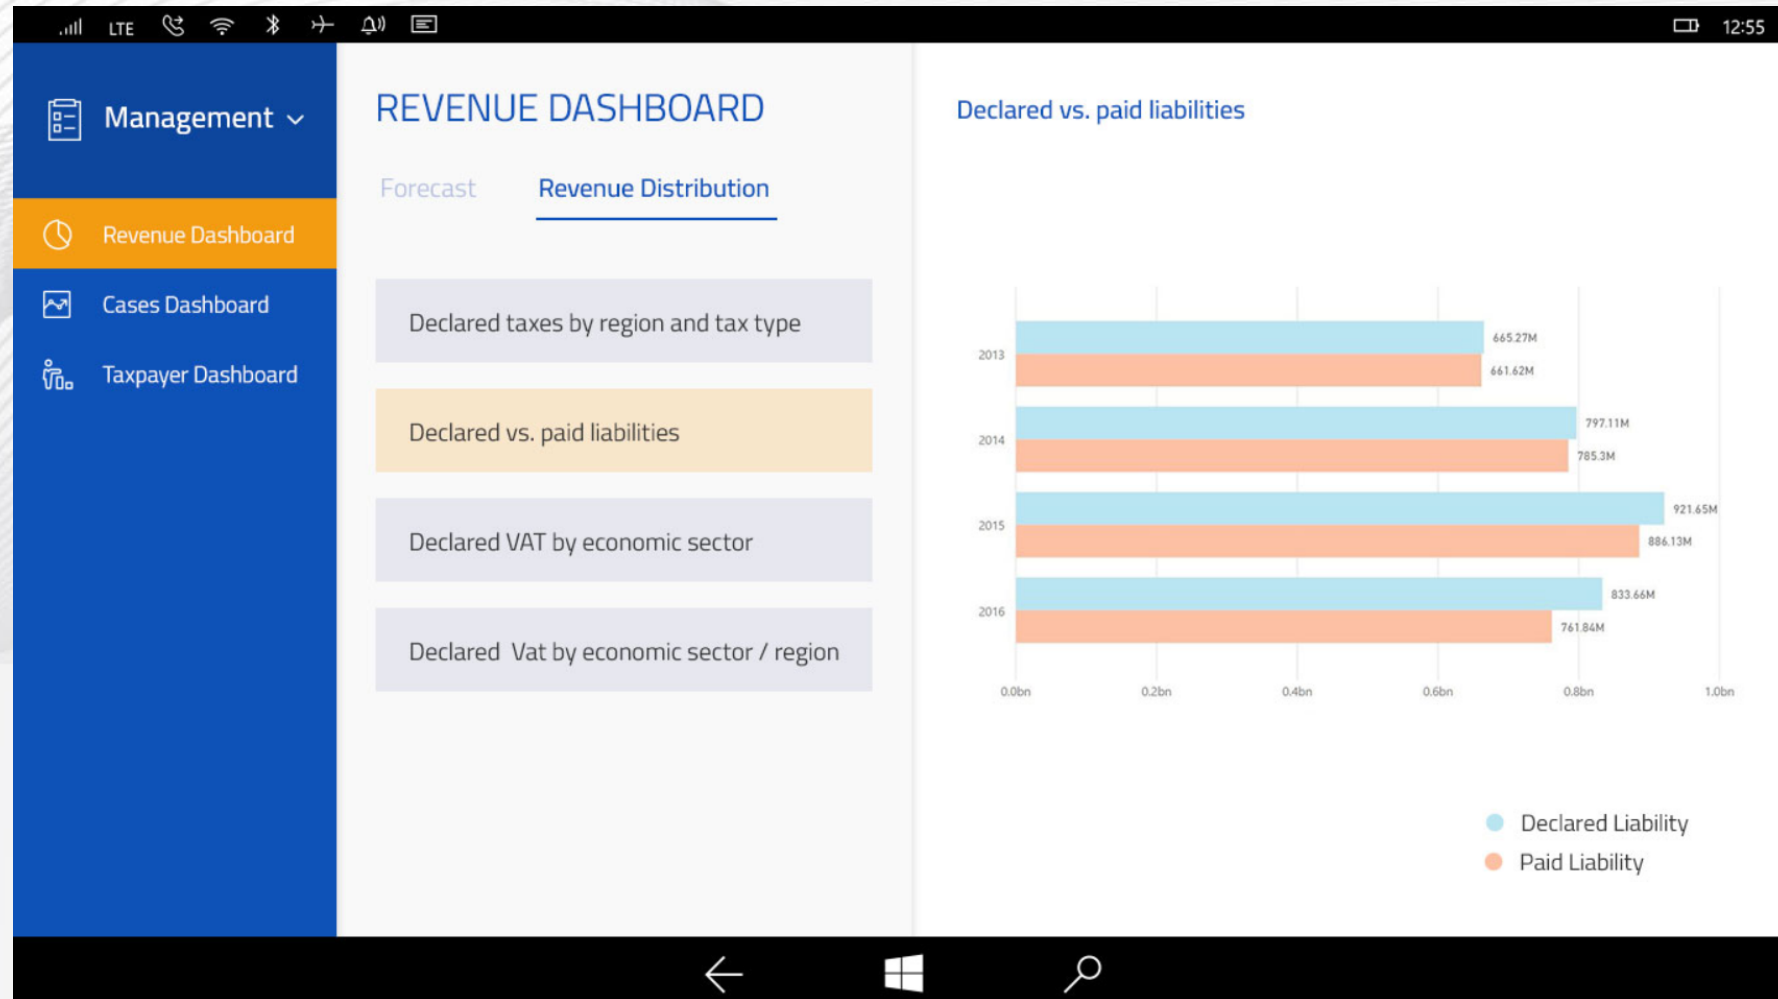 LTE
12:55
Management
Revenue Dashboard
Cases Dashboard
Taxpayer Dashboard
REVENUE DASHBOARD
Forecast Revenue Distribution
Declared taxes by region and tax type
Declared vs. paid liabilities
Declared VAT by economic sector
Declared Vat by economic sector / region
Declared vs. paid liabilities
2013
665.27M
661.62M
2014
797.11M
785.3M
2015
921.65M
886.13M
2016
833.66M
761.84M
0.0bn 0.2bn 0.4bn 0.6bn 0.8bn 1.0bn
Declared Liability
Paid Liability